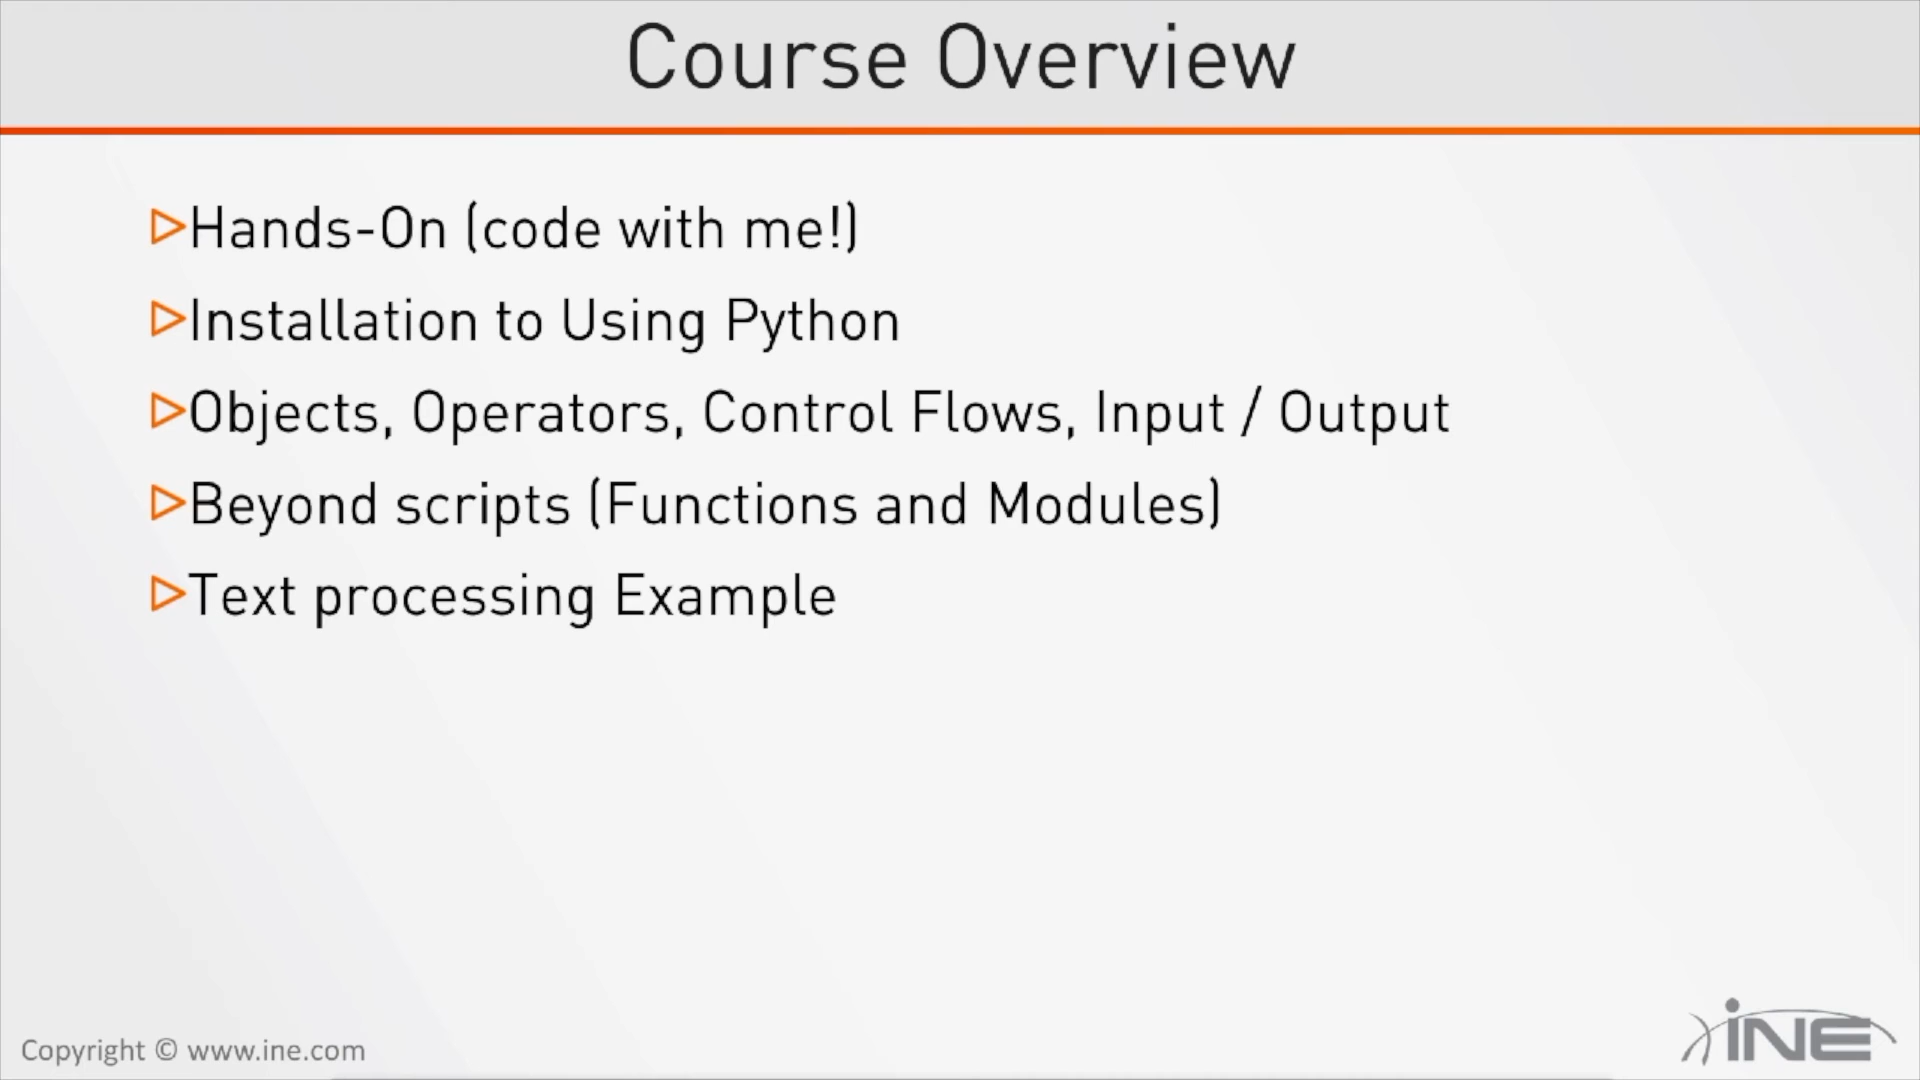 Course Overview
Hands-On (code with me!)
Installation to Using Python
Objects, Operators, Control Flows, Input / Output
Beyond scripts (Functions and Modules)
Text processing Example
Copyright © www.ine.com
iNE